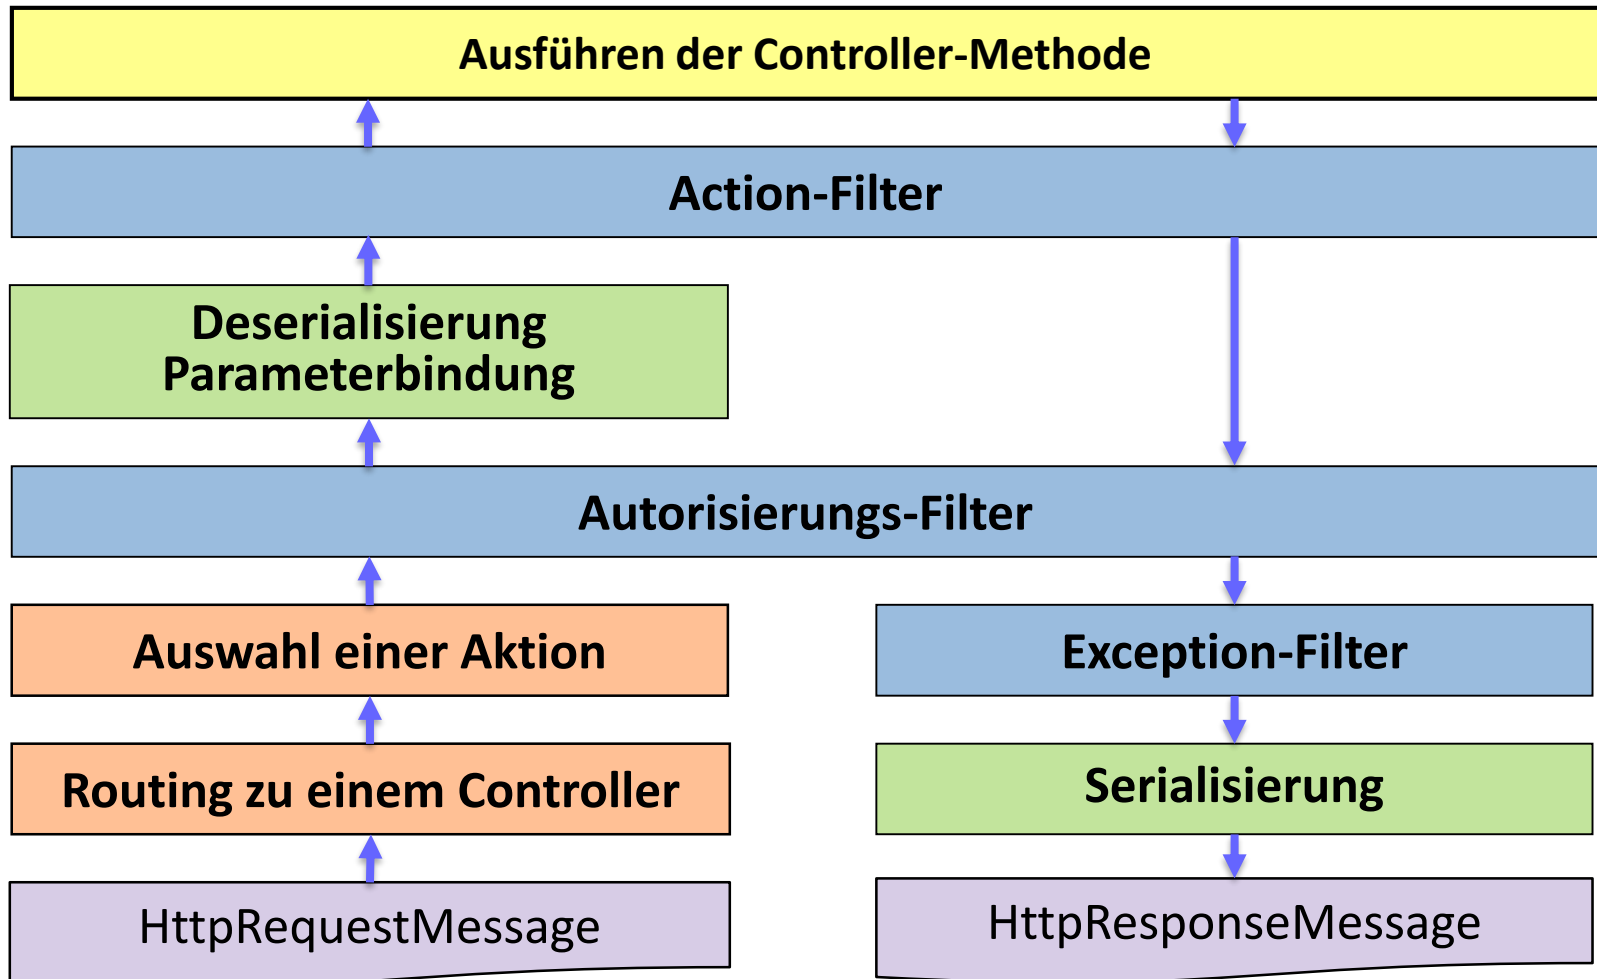 Ausführen der Controller-Methode
Action-Filter
Deserialisierung
Parameterbindung
Autorisierungs-Filter
Auswahl einer Aktion
Exception-Filter
Routing zu einem Controller
Serialisierung
HttpRequestMessage
HttpResponseMessage